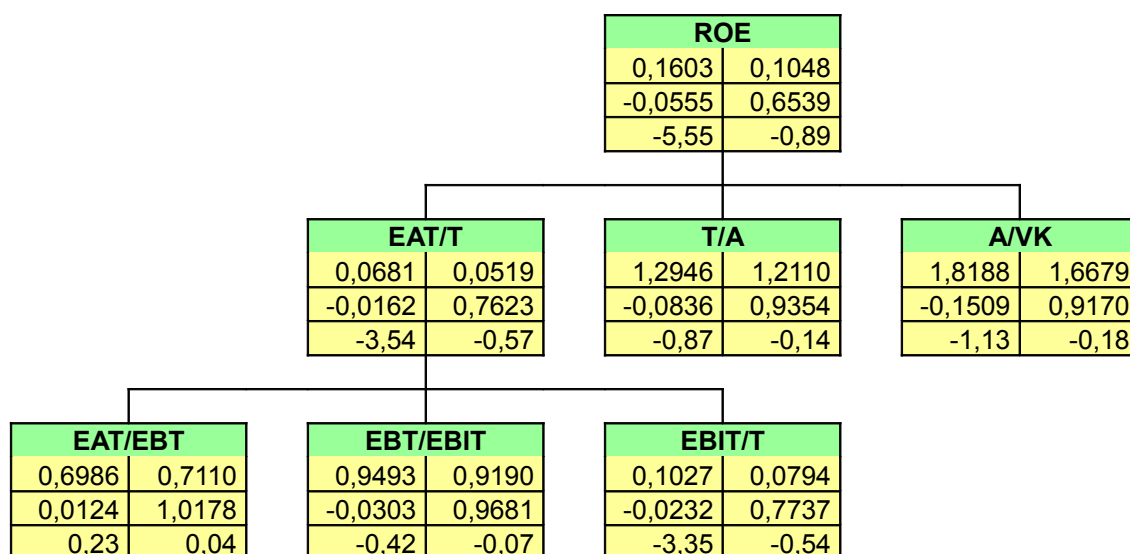 ROE
0,1603 0,1048
-0,0555 0,6539
-5,55 -0,89
EAT/T T/A A/VK
0,0681 0,0519 1,2946 1,2110 1,8188 1,6679
-0,0162 0,7623 -0,0836 0,9354 -0,1509 0,9170
-3,54 -0,57 -0,87 -0,14 -1,13 -0,18
EAT/EBT EBT/EBIT EBIT/T
0,6986 0,7110 0,9493 0,9190 0,1027 0,0794
0,0124 1,0178 -0,0303 0,9681 -0,0232 0,7737
0,23 0,04 -0,42 -0,07 -3,35 -0,54